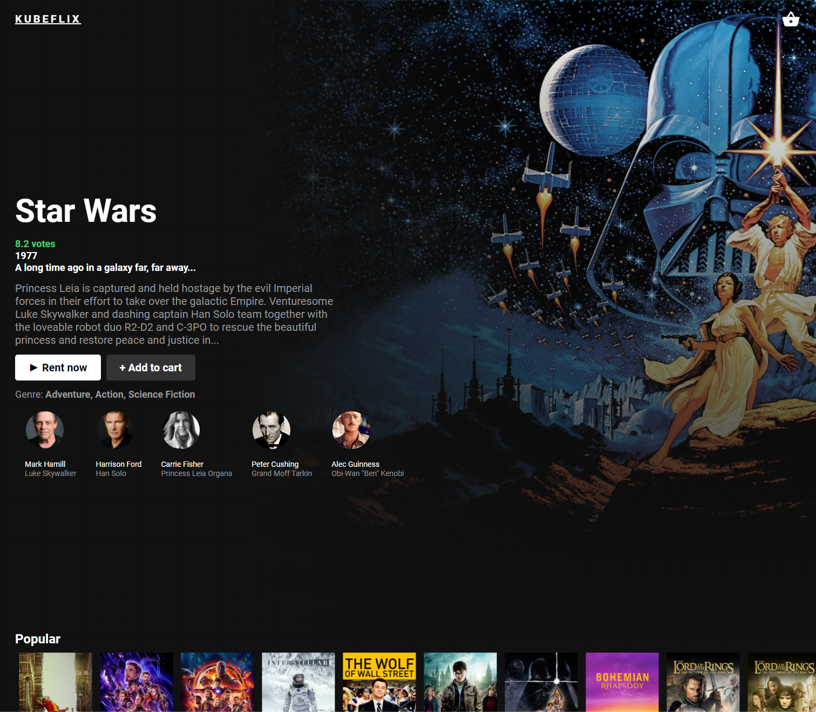 KUBEFLIX
Star Wars
8.2 votes
1977
A long time ago in a galaxy far, far away...
Princess Leia is captured and held hostage by the evil Imperial
forces in their effort to take over the galactic Empire. Venturesome
Luke Skywalker and dashing captain Han Solo team together with
the loveable robot duo R2-D2 and C-3PO to rescue the beautiful
princess and restore peace and justice in...
Rent now
+ Add to cart
Genre: Adventure, Action, Science Fiction
Mark Hamill
Luke Skywalker
Harrison Ford
Han Solo
Carrie Fisher
Princess Leia Organa
Peter Cushing
Grand Moff Tarkin
Alec Guinness
Obi-Wan "Ben" Kenobi
Popular
INTERSTELLAR
THE WOLF
OF WALL STREET
BOHEMIAN
RHAPSODY
THE LORD OF THE RINGS
THE LORD OF THE RINGS